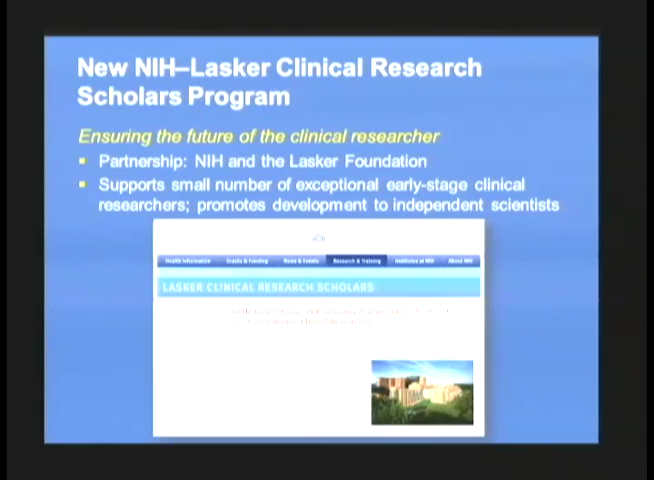 New NIH–Lasker Clinical Research
Scholars Program
Ensuring the future of the clinical researcher
Partnership: NIH and the Lasker Foundation
Supports small number of exceptional early-stage clinical
researchers; promotes development to independent scientists
Health Information Grants & Funding News & Events Research & Training Institutes at NIH About NIH
LASKER CLINICAL RESEARCH SCHOLARS